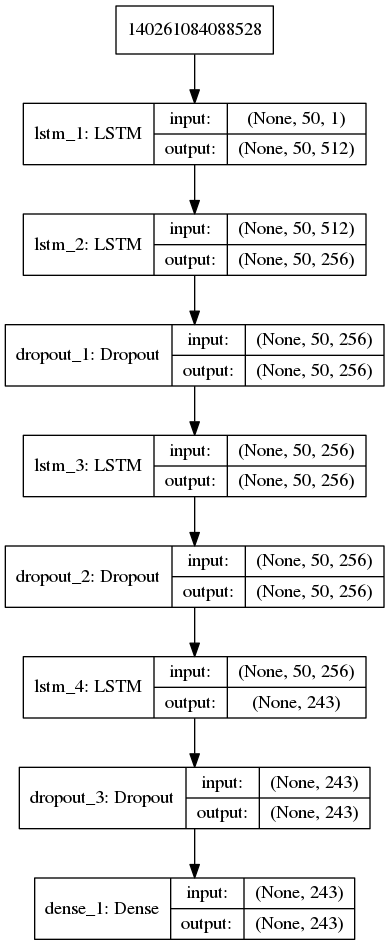 140261084088528
lstm_1: LSTM
input: (None, 50, 1)
output: (None, 50, 512)
lstm_2: LSTM
input: (None, 50, 512)
output: (None, 50, 256)
dropout_1: Dropout
input: (None, 50, 256)
output: (None, 50, 256)
lstm_3: LSTM
input: (None, 50, 256)
output: (None, 50, 256)
dropout_2: Dropout
input: (None, 50, 256)
output: (None, 50, 256)
lstm_4: LSTM
input: (None, 50, 256)
output: (None, 243)
dropout_3: Dropout
input: (None, 243)
output: (None, 243)
dense_1: Dense
input: (None, 243)
output: (None, 243)